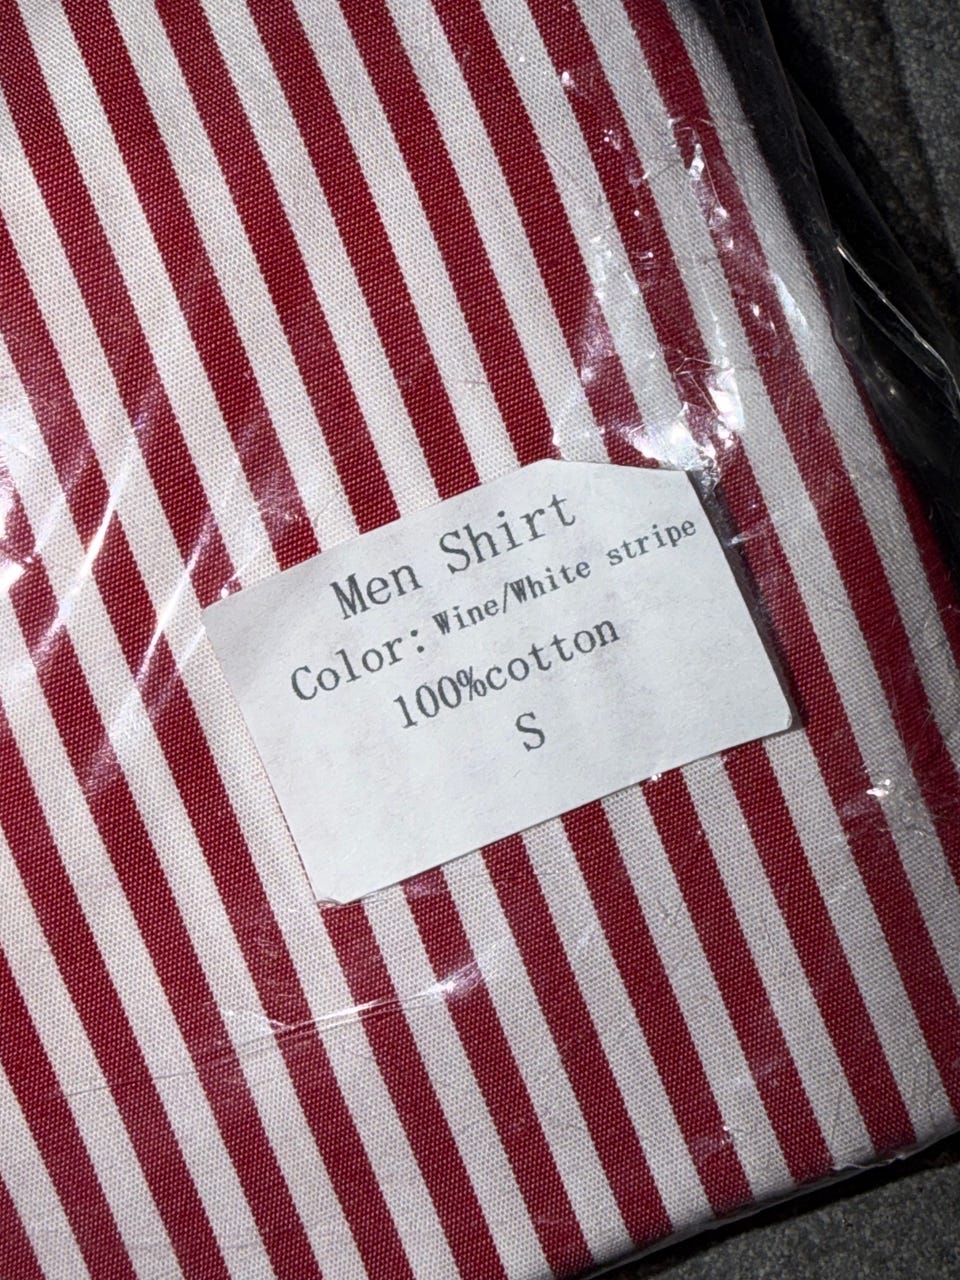 Men Shirt
Color: Wine/White stripe
100%cotton
S